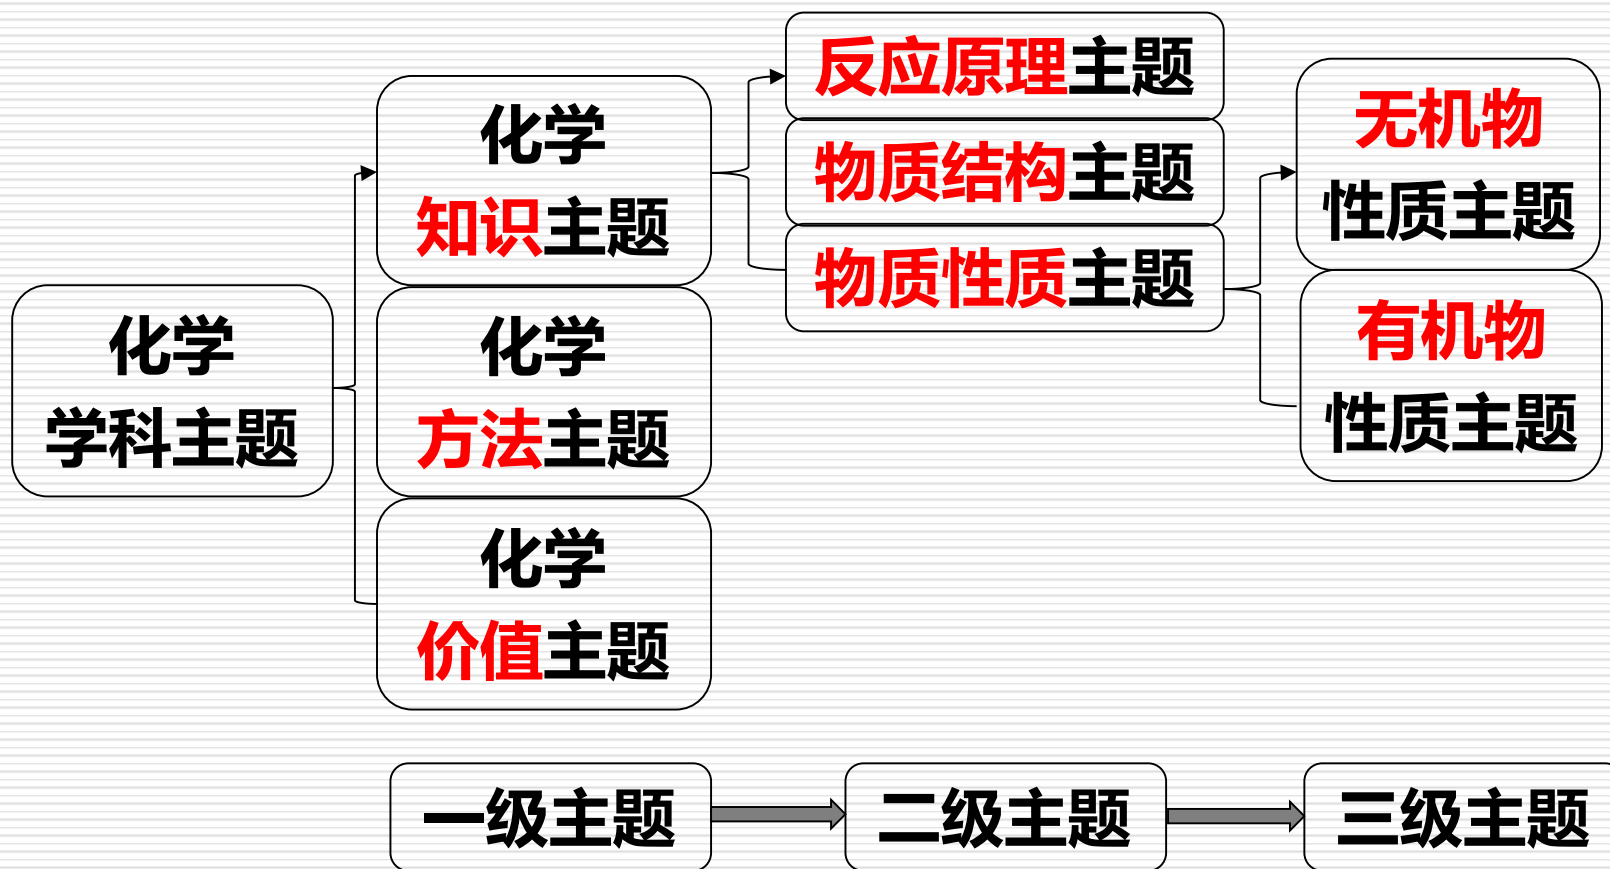 化学
学科主题
化学
知识主题
化学
方法主题
化学
价值主题
反应原理主题
物质结构主题
物质性质主题
无机物
性质主题
有机物
性质主题
一级主题
二级主题
三级主题